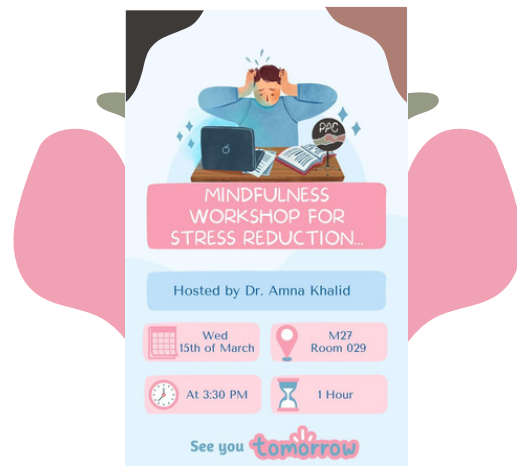 PPC
MINDFULNESS
WORKSHOP FOR
STRESS REDUCTION...
Hosted by Dr. Amna Khalid
Wed
15th of March
M27
Room 029
At 3:30 PM
1 Hour
See you tomorrow